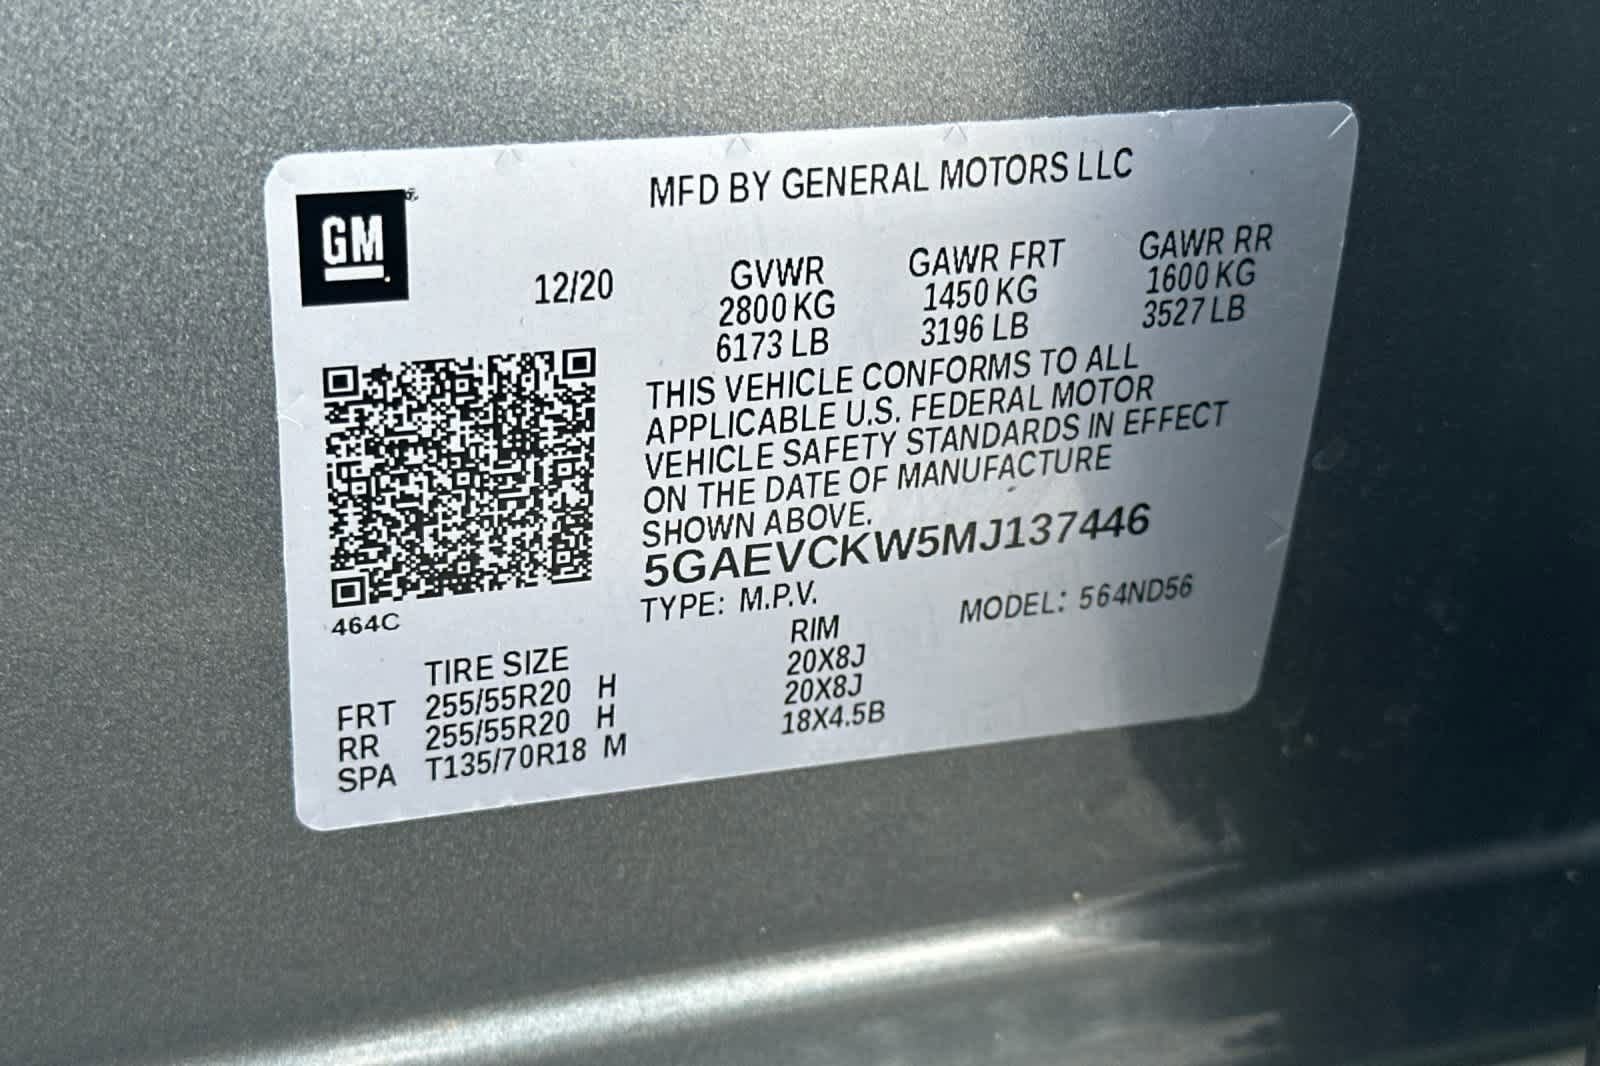 GM
MFD BY GENERAL MOTORS LLC
12/20
GVWR
2800 KG
6173 LB
GAWR FRT
1450 KG
3196 LB
GAWR RR
1600 KG
3527 LB
THIS VEHICLE CONFORMS TO ALL
APPLICABLE U.S. FEDERAL MOTOR
VEHICLE SAFETY STANDARDS IN EFFECT
ON THE DATE OF MANUFACTURE
SHOWN ABOVE.
5GAEVCKW5MJ137446
TYPE: M.P.V. MODEL: 564ND56
464C
TIRE SIZE RIM
FRT 255/55R20 H 20X8J
RR 255/55R20 H 20X8J
SPA T135/70R18 M 18X4.5B